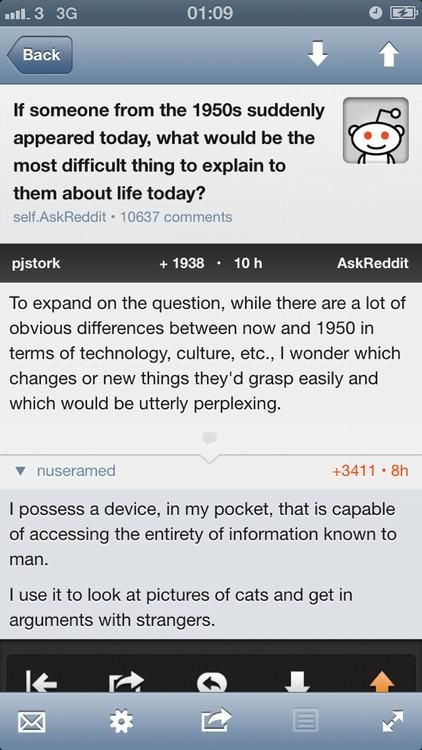 3 3G 01:09
Back
If someone from the 1950s suddenly
appeared today, what would be the
most difficult thing to explain to
them about life today?
self.AskReddit • 10637 comments
pjstork + 1938 · 10 h AskReddit
To expand on the question, while there are a lot of
obvious differences between now and 1950 in
terms of technology, culture, etc., I wonder which
changes or new things they'd grasp easily and
which would be utterly perplexing.
nuseramed +3411 • 8h
I possess a device, in my pocket, that is capable
of accessing the entirety of information known to
man.
I use it to look at pictures of cats and get in
arguments with strangers.